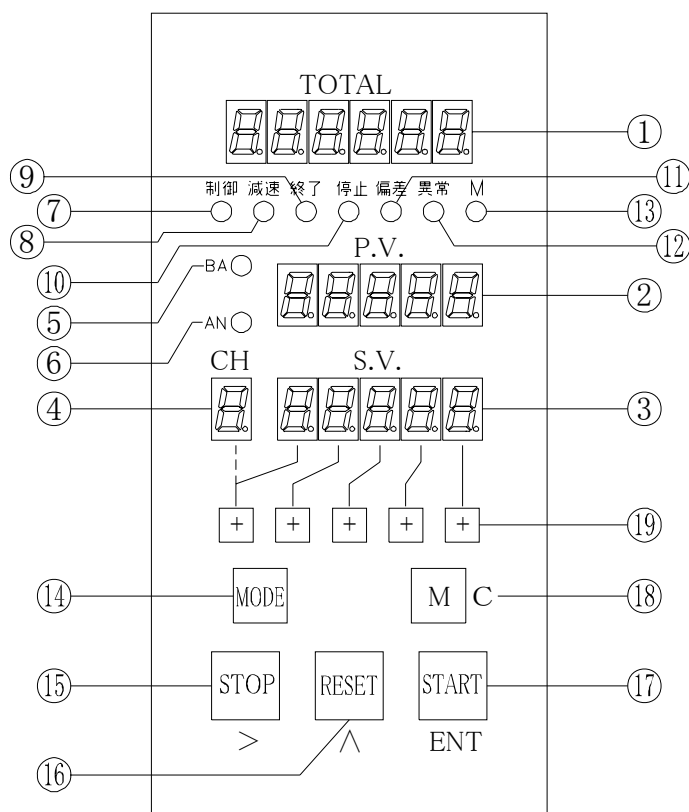 TOTAL
①
⑨
⑪
制御 減速 終了 停止 偏差 異常 M
⑦
⑬
⑧
⑫
⑩
P.V.
BA
⑤
②
AN
⑥
CH S.V.
④
③
+ + + + +
⑲
⑭
MODE
M C
⑱
⑮
STOP RESET START
⑰
> ∧ ENT
⑯